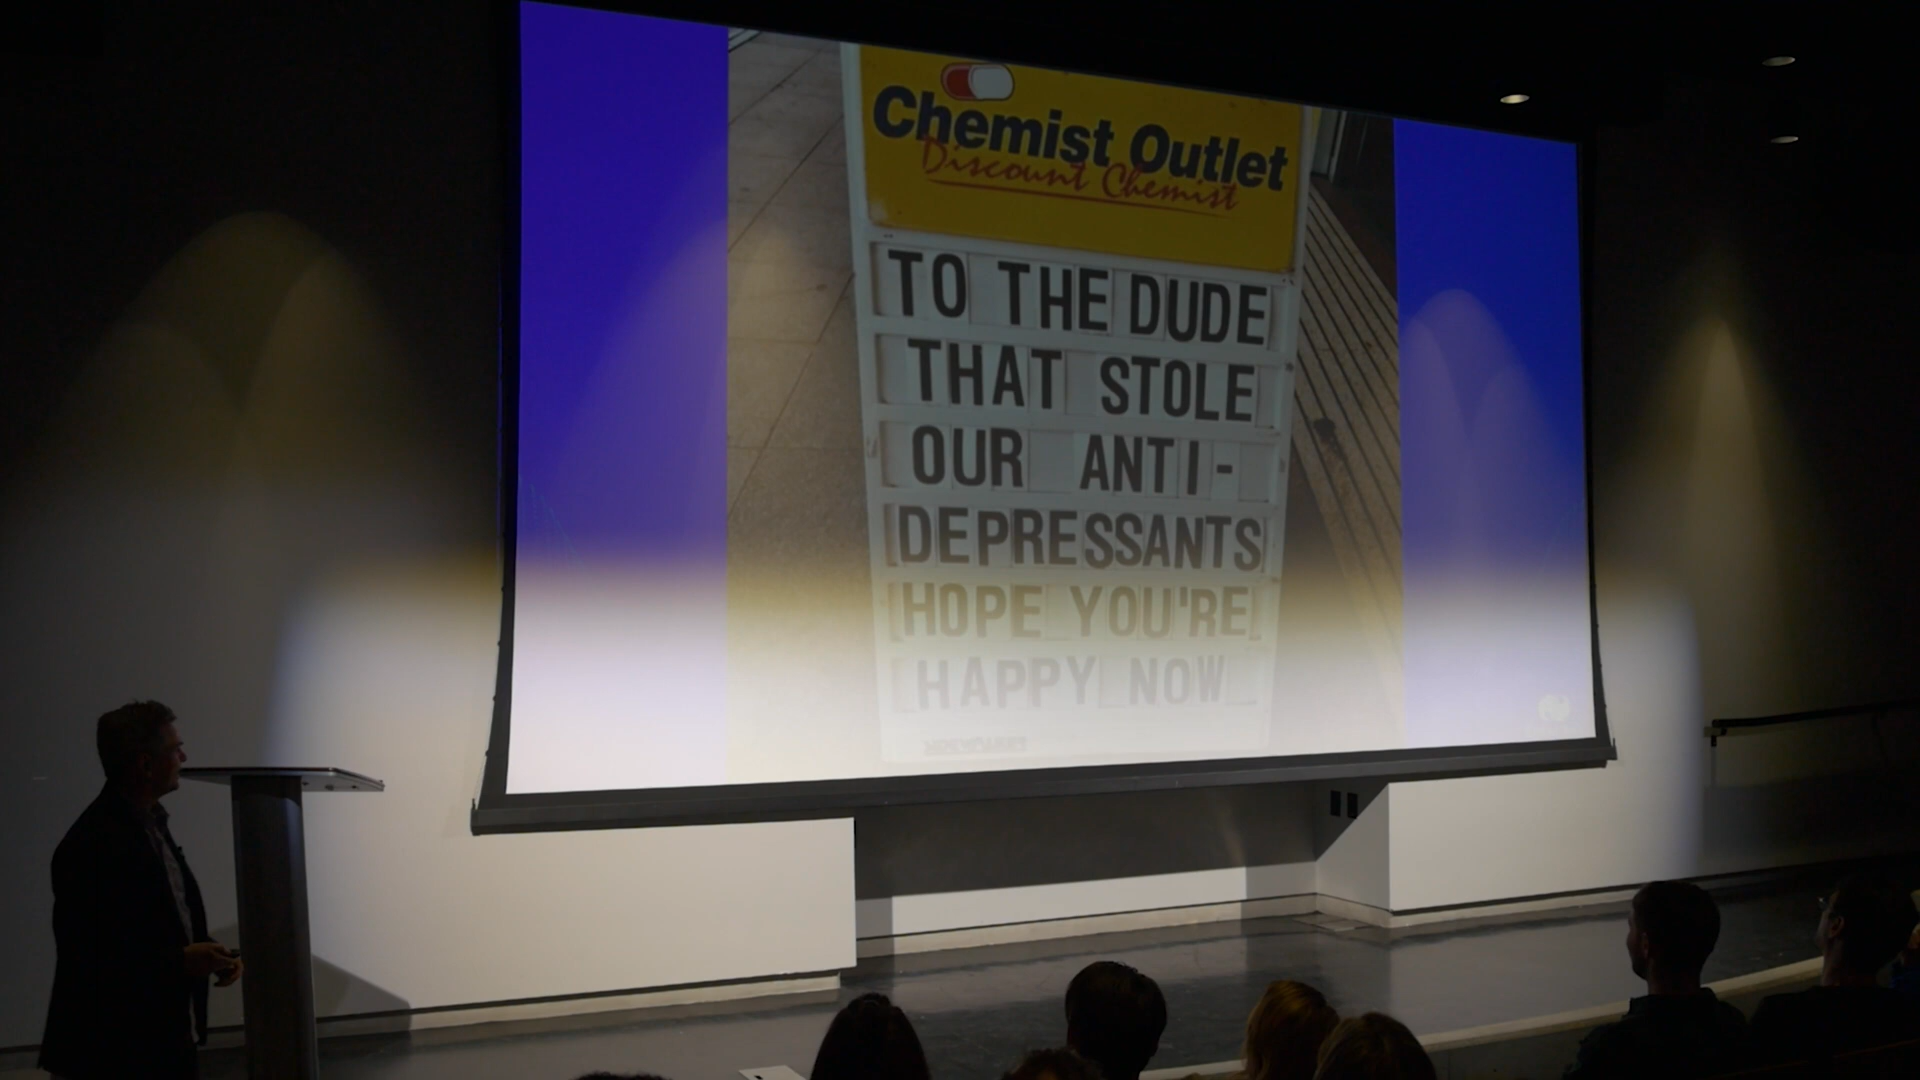 Chemist Outlet
Discount Chemist
TO THE DUDE
THAT STOLE
OUR ANTI-
DEPRESSANTS
HOPE YOU'RE
HAPPY NOW